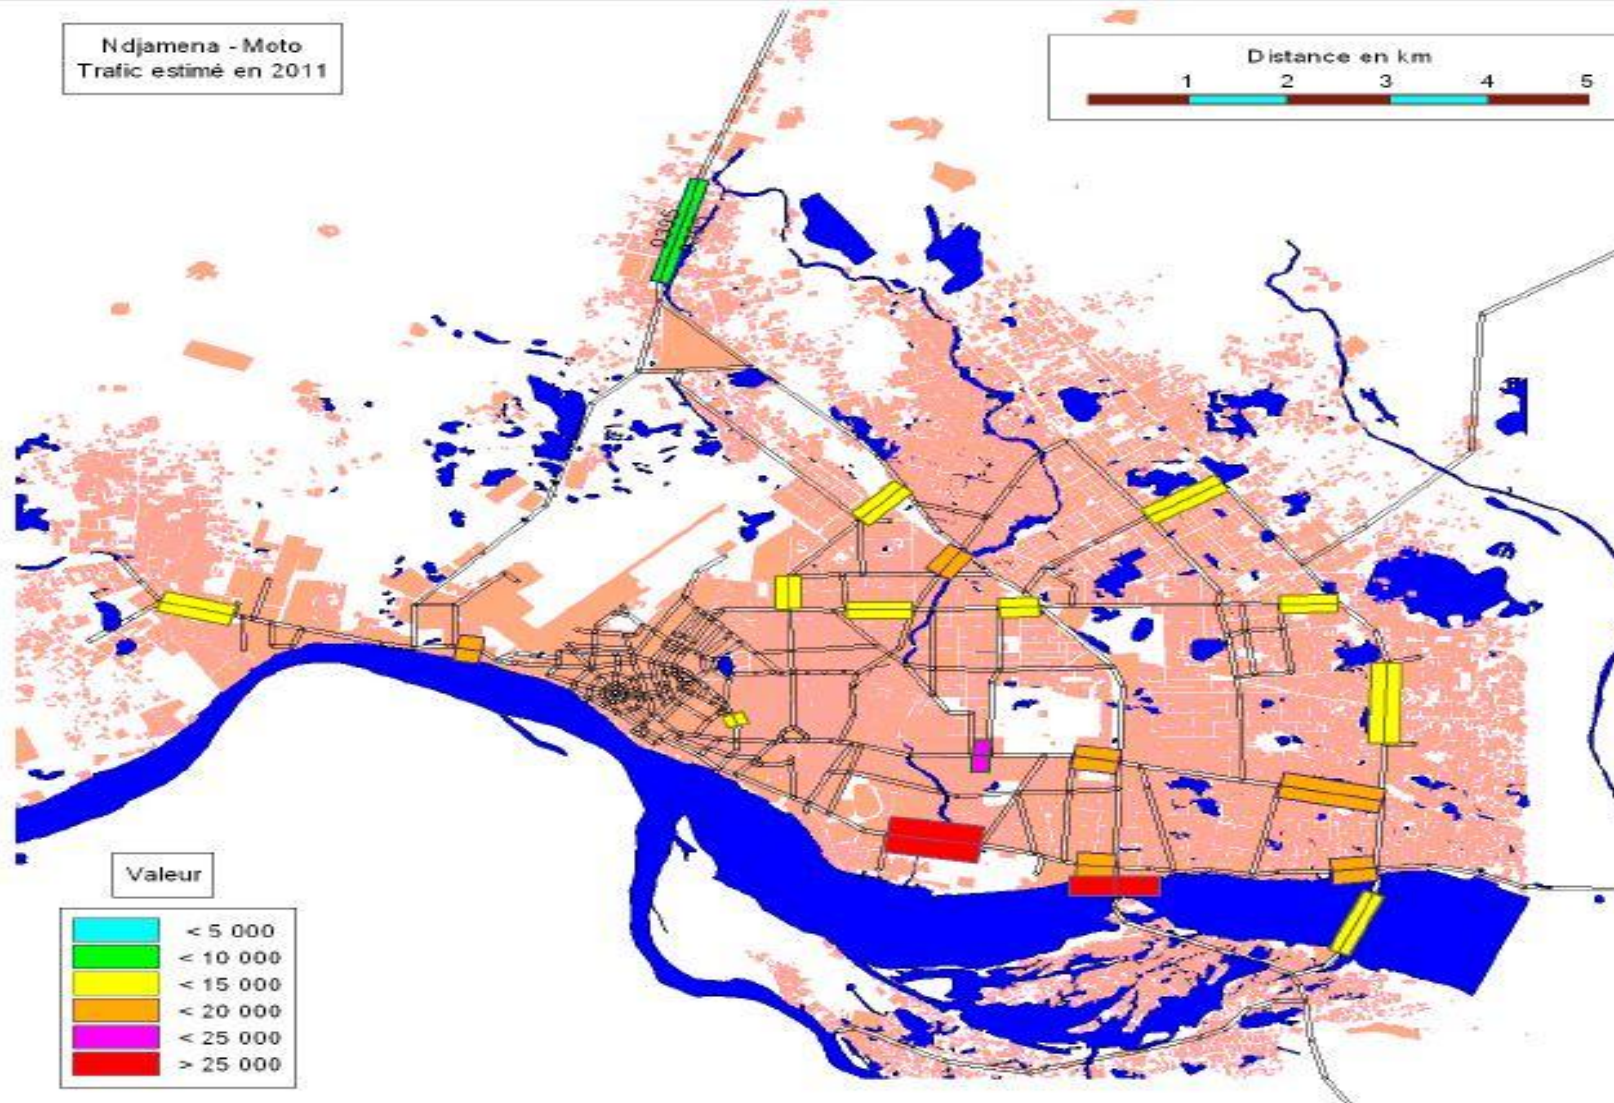 Ndjamena - Moto
Trafic estimé en 2011
Distance en km
1 2 3 4 5
Valeur
< 5 000
< 10 000
< 15 000
< 20 000
< 25 000
> 25 000